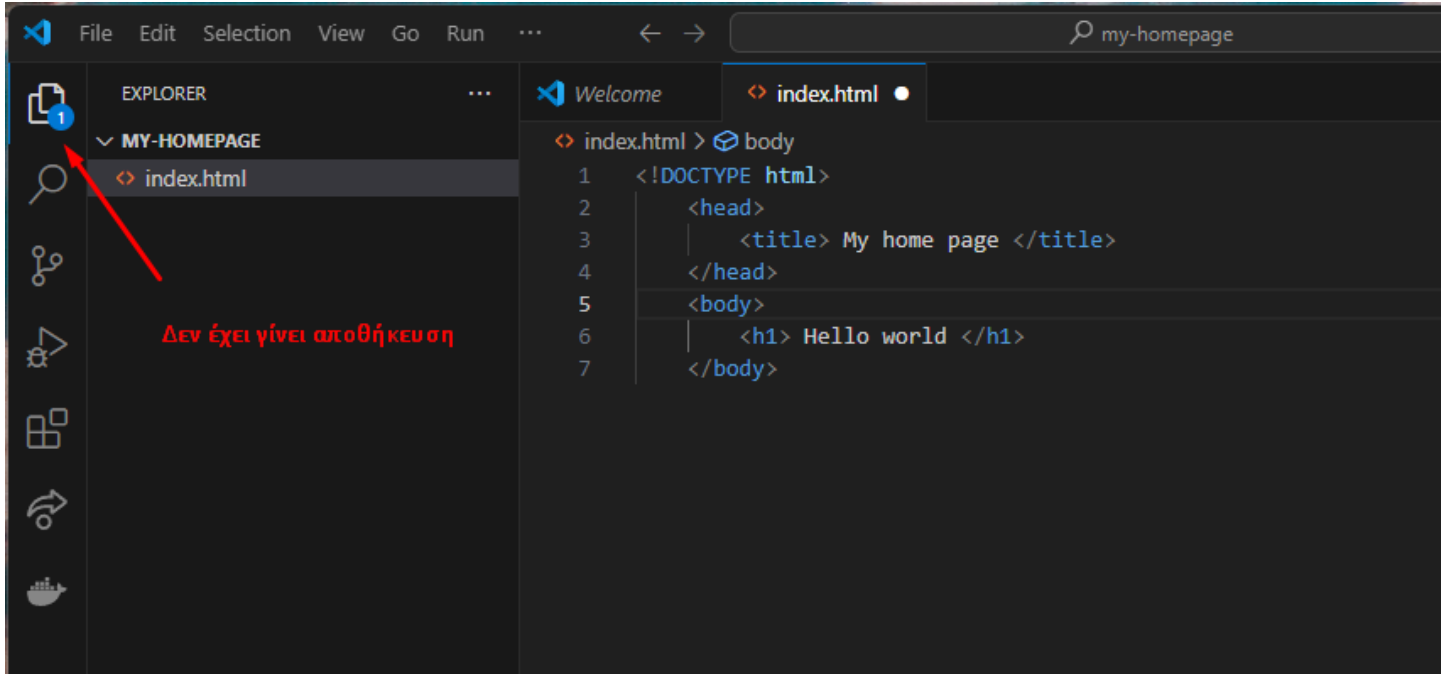 File Edit Selection View Go Run ··· ← → my-homepage
EXPLORER ···
Welcome
index.html
1
MY-HOMEPAGE
index.html
index.html > body
1 <!DOCTYPE html>
2 <head>
3 <title> My home page </title>
4 </head>
5 <body>
6 <h1> Hello world </h1>
7 </body>
Δεν έχει γίνει αποθήκευση